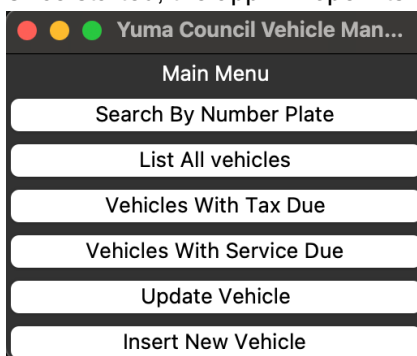 Yuma Council Vehicle Man...
Main Menu
Search By Number Plate
List All vehicles
Vehicles With Tax Due
Vehicles With Service Due
Update Vehicle
Insert New Vehicle